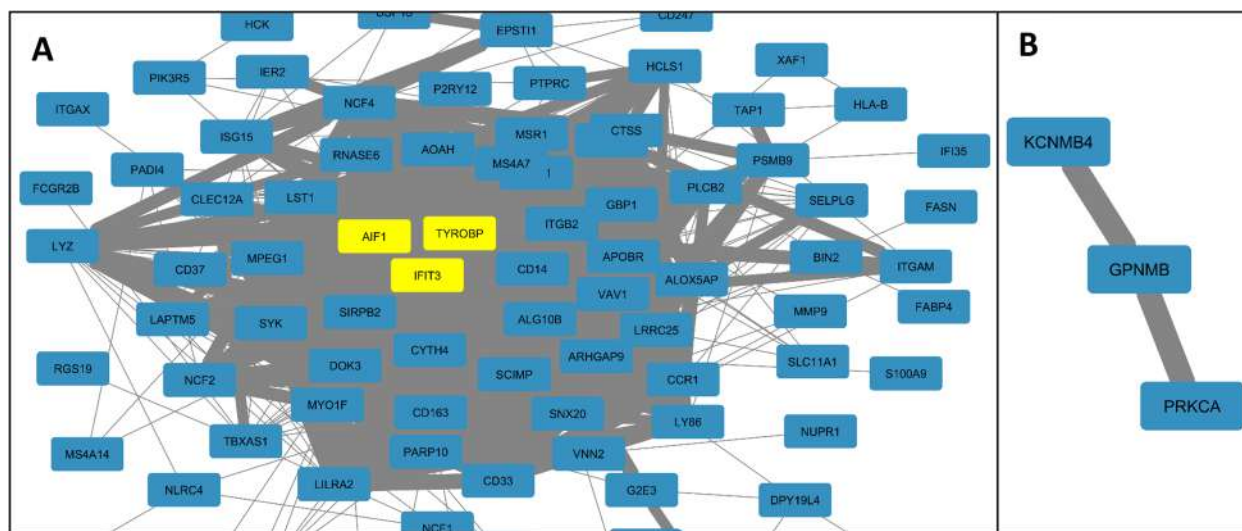 A
B
HCK
EPSTI1
CD247
PIK3R5
IER2
P2RY12
PTPRC
HCLS1
XAF1
ITGAX
NCF4
TAP1
HLA-B
ISG15
RNASE6
AOAH
MSR1
CTSS
PSMB9
IFI35
PADI4
MS4A7
FCGR2B
CLEC12A
LST1
PLCB2
SELPLG
FASN
GBP1
ITGB2
LYZ
AIF1
TYROBP
CD37
MPEG1
IFIT3
CD14
APOBR
ALOX5AP
BIN2
ITGAM
VAV1
FABP4
LAPTM5
SYK
SIRPB2
ALG10B
LRRC25
MMP9
RGS19
NCF2
DOK3
CYTH4
SCIMP
ARHGAP9
CCR1
SLC11A1
S100A9
MYO1F
CD163
SNX20
LY86
NUPR1
MS4A14
TBXAS1
PARP10
VNN2
NLRC4
LILRA2
CD33
G2E3
DPY19L4
NCF1
KCNMB4
GPNMB
PRKCA